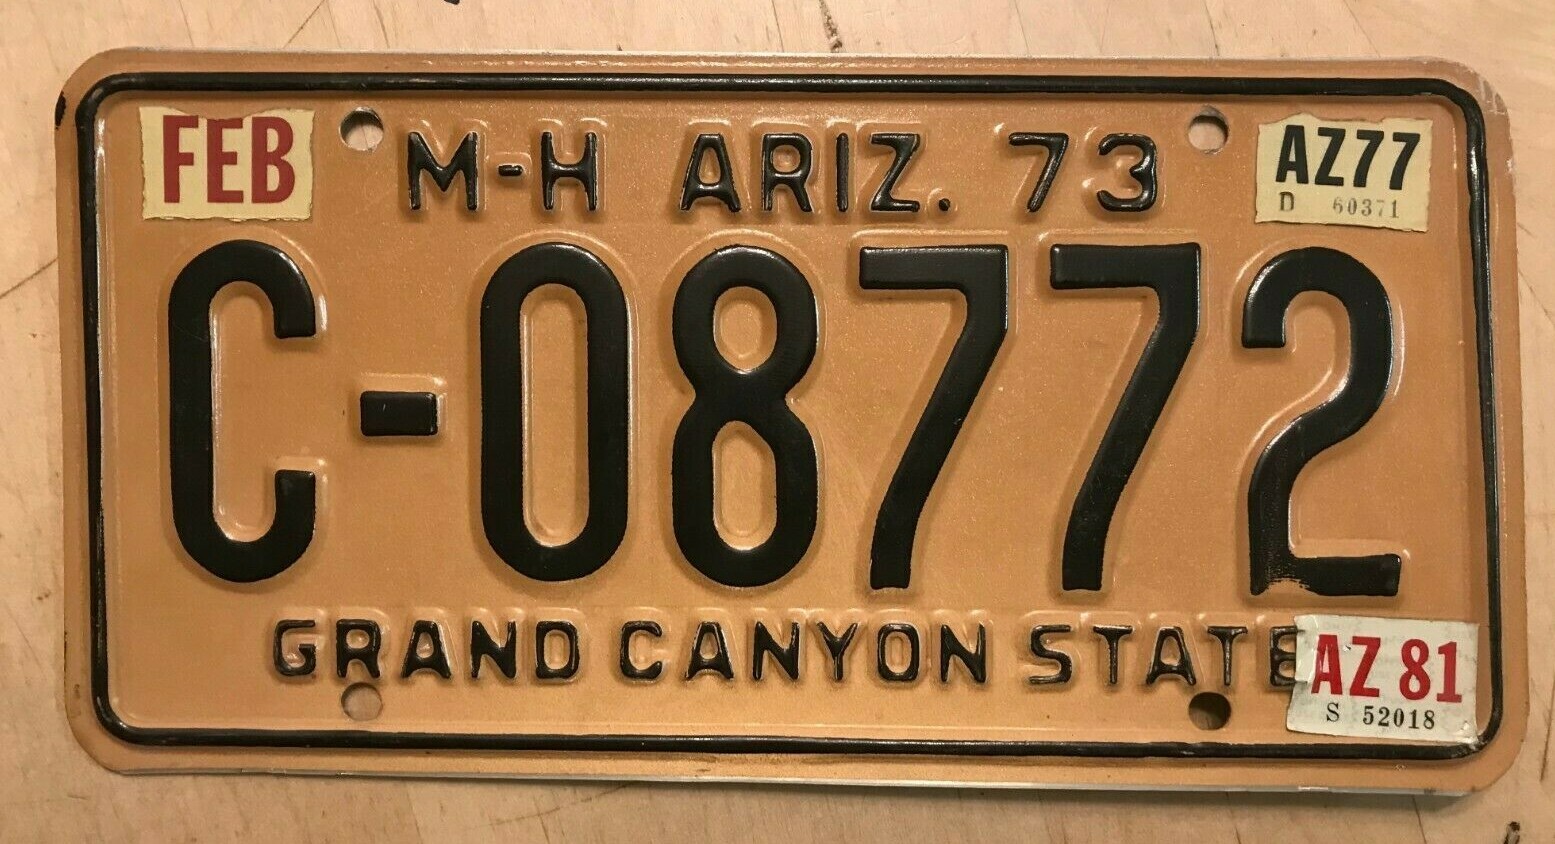 FEB M-H ARIZ. 73 AZ77
D 60371
C-08772
GRAND CANYON STATE
AZ 81
S 52018